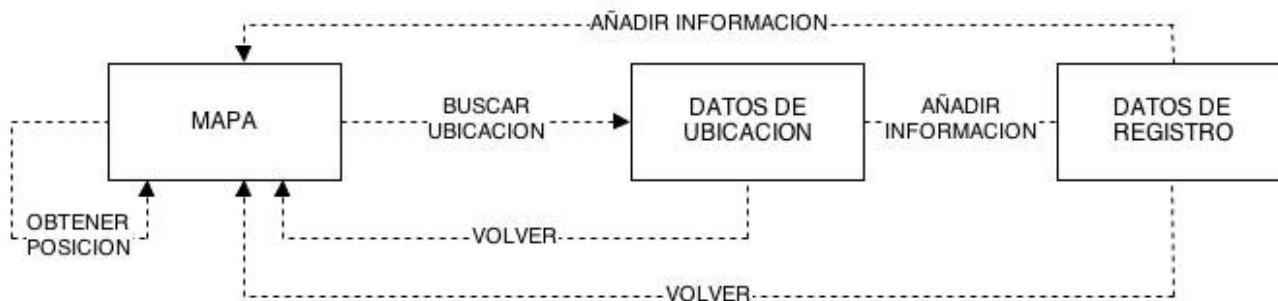 AÑADIR INFORMACION
MAPA
BUSCAR
UBICACION
DATOS DE
UBICACION
AÑADIR
INFORMACION
DATOS DE
REGISTRO
OBTENER
POSICION
VOLVER
VOLVER